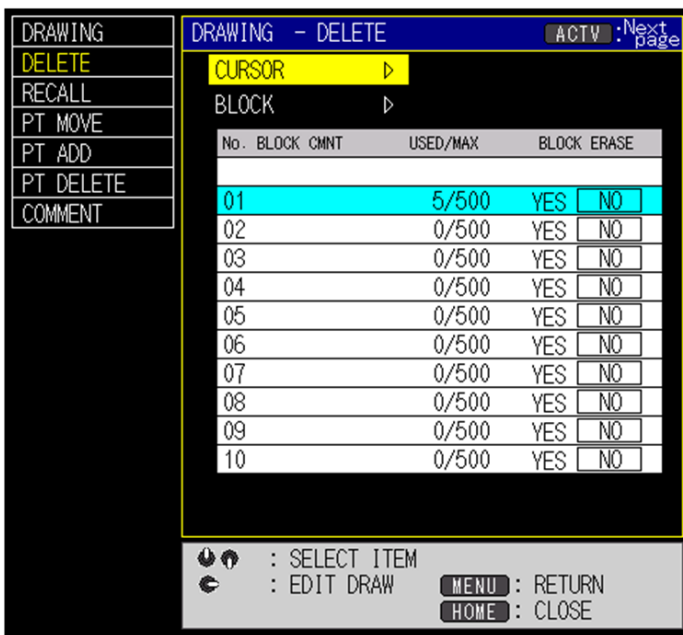 DRAWING
DELETE
RECALL
PT MOVE
PT ADD
PT DELETE
COMMENT
DRAWING - DELETE ACTV :Next page
CURSOR
BLOCK
No. BLOCK CMNT USED/MAX BLOCK ERASE
01 5/500 YES NO
02 0/500 YES NO
03 0/500 YES NO
04 0/500 YES NO
05 0/500 YES NO
06 0/500 YES NO
07 0/500 YES NO
08 0/500 YES NO
09 0/500 YES NO
10 0/500 YES NO
: SELECT ITEM
: EDIT DRAW MENU : RETURN
HOME : CLOSE